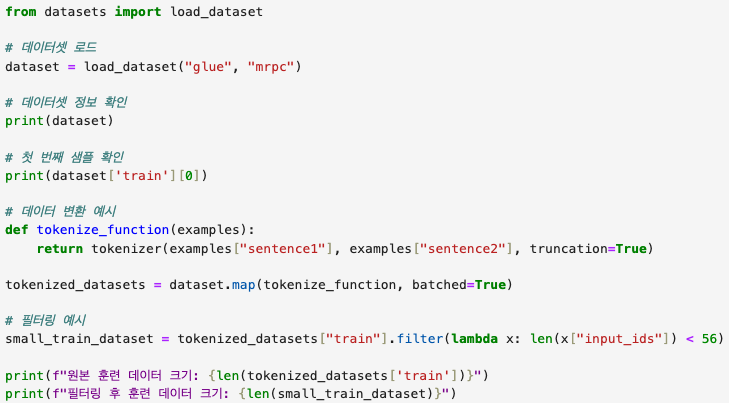 from datasets import load_dataset
# 데이터셋 로드
dataset = load_dataset("glue", "mrpc")
# 데이터셋 정보 확인
print(dataset)
# 첫 번째 샘플 확인
print(dataset['train'][0])
# 데이터 변환 예시
def tokenize_function(examples):
    return tokenizer(examples["sentence1"], examples["sentence2"], truncation=True)
tokenized_datasets = dataset.map(tokenize_function, batched=True)
# 필터링 예시
small_train_dataset = tokenized_datasets["train"].filter(lambda x: len(x["input_ids"]) < 56)
print(f"원본 훈련 데이터 크기: {len(tokenized_datasets['train'])}")
print(f"필터링 후 훈련 데이터 크기: {len(small_train_dataset)}")